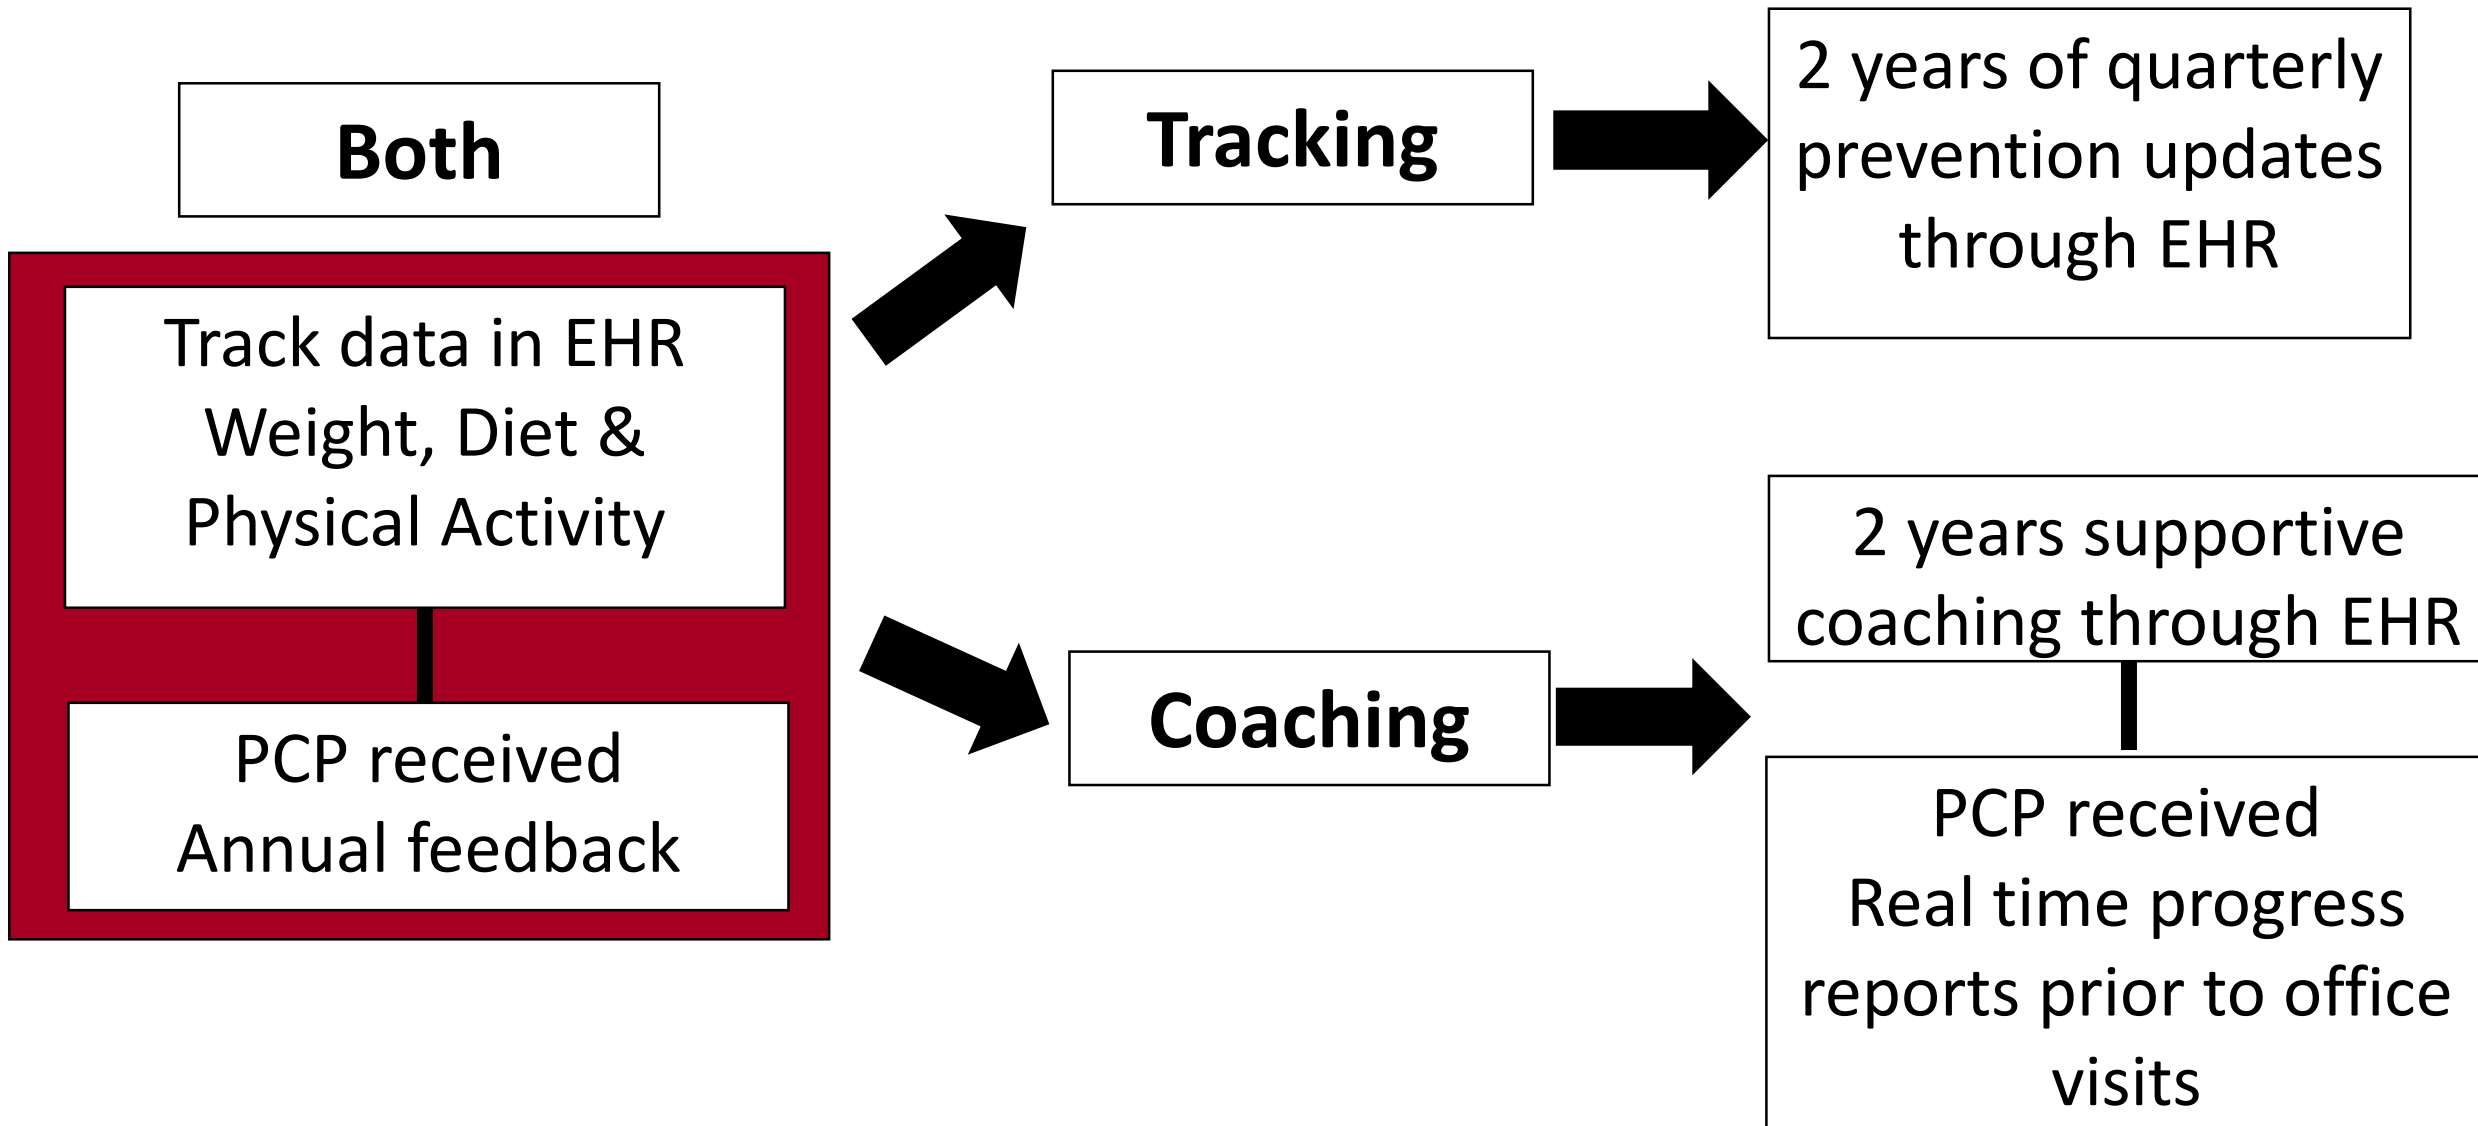 Both
Track data in EHR
Weight, Diet &
Physical Activity
PCP received
Annual feedback
Tracking
2 years of quarterly
prevention updates
through EHR
Coaching
2 years supportive
coaching through EHR
PCP received
Real time progress
reports prior to office
visits